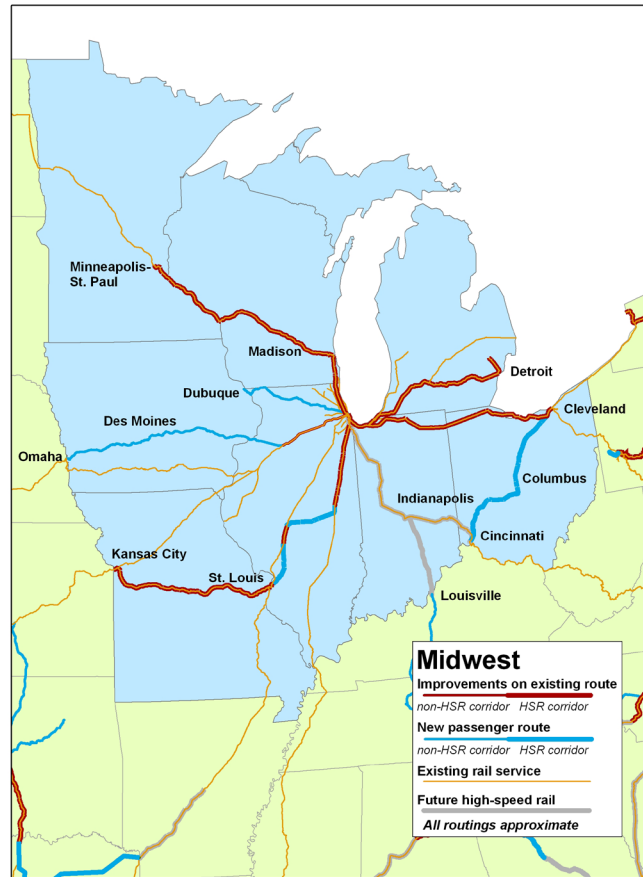 Minneapolis-
St. Paul
Madison
Detroit
Dubuque
Cleveland
Des Moines
Omaha
Columbus
Indianapolis
Cincinnati
Kansas City
St. Louis
Louisville
Midwest
Improvements on existing route
non-HSR corridor HSR corridor
New passenger route
non-HSR corridor HSR corridor
Existing rail service
Future high-speed rail
All routings approximate